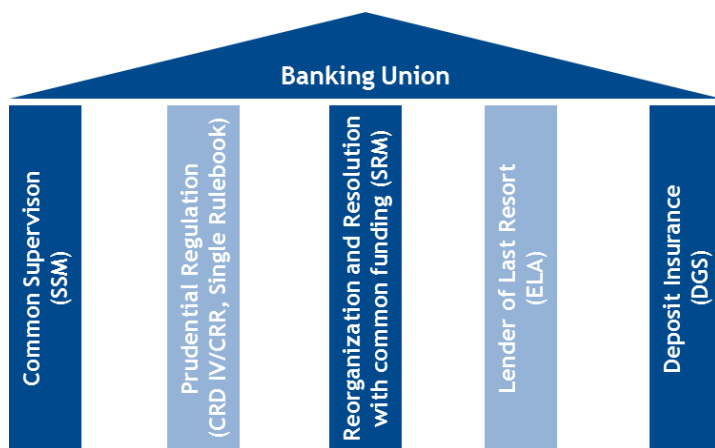 Banking Union
Common Supervison
(SSM)
Prudential Regulation
(CRD IV/CRR, Single Rulebook)
Reorganization and Resolution
with common funding (SRM)
Lender of Last Resort
(ELA)
Deposit Insurance
(DGS)